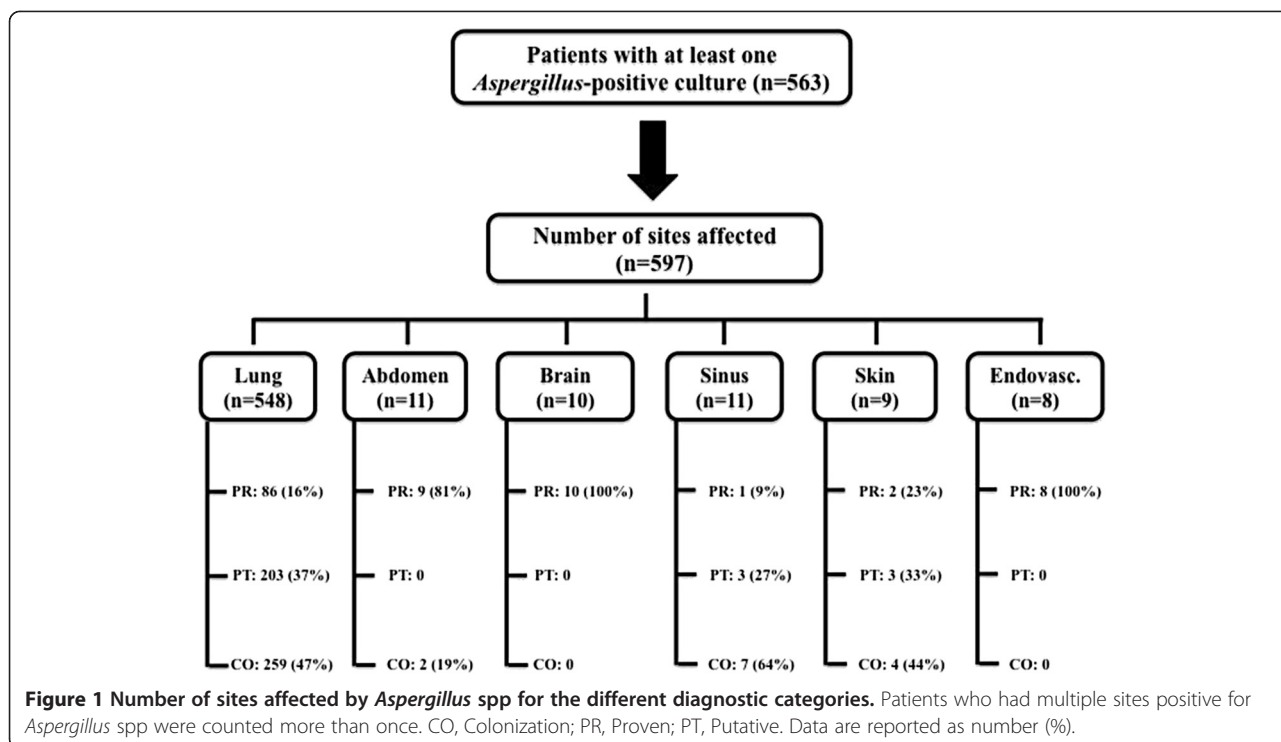 Patients with at least one
Aspergillus-positive culture (n=563)
Number of sites affected
(n=597)
Lung
(n=548)
Abdomen
(n=11)
Brain
(n=10)
Sinus
(n=11)
Skin
(n=9)
Endovasc.
(n=8)
PR: 86 (16%)
PR: 9 (81%)
PR: 10 (100%)
PR: 1 (9%)
PR: 2 (23%)
PR: 8 (100%)
PT: 203 (37%)
PT: 0
PT: 0
PT: 3 (27%)
PT: 3 (33%)
PT: 0
CO: 259 (47%)
CO: 2 (19%)
CO: 0
CO: 7 (64%)
CO: 4 (44%)
CO: 0
Figure 1 Number of sites affected by Aspergillus spp for the different diagnostic categories. Patients who had multiple sites positive for
Aspergillus spp were counted more than once. CO, Colonization; PR, Proven; PT, Putative. Data are reported as number (%).